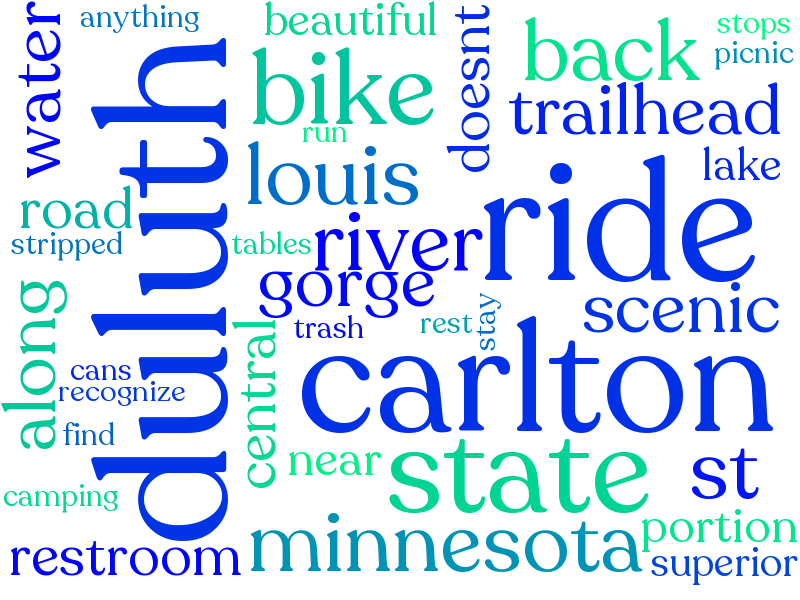 anything
beautiful
stops
picnic
water
duluth
bike
run
doesnt
back
trailhead
lake
louis
road
stripped
tables
river
ride
gorge
scenic
along
trash
rest
stay
cans
recognize
find
central
carlton
near
state
st
camping
portion
restroom
minnesota
superior